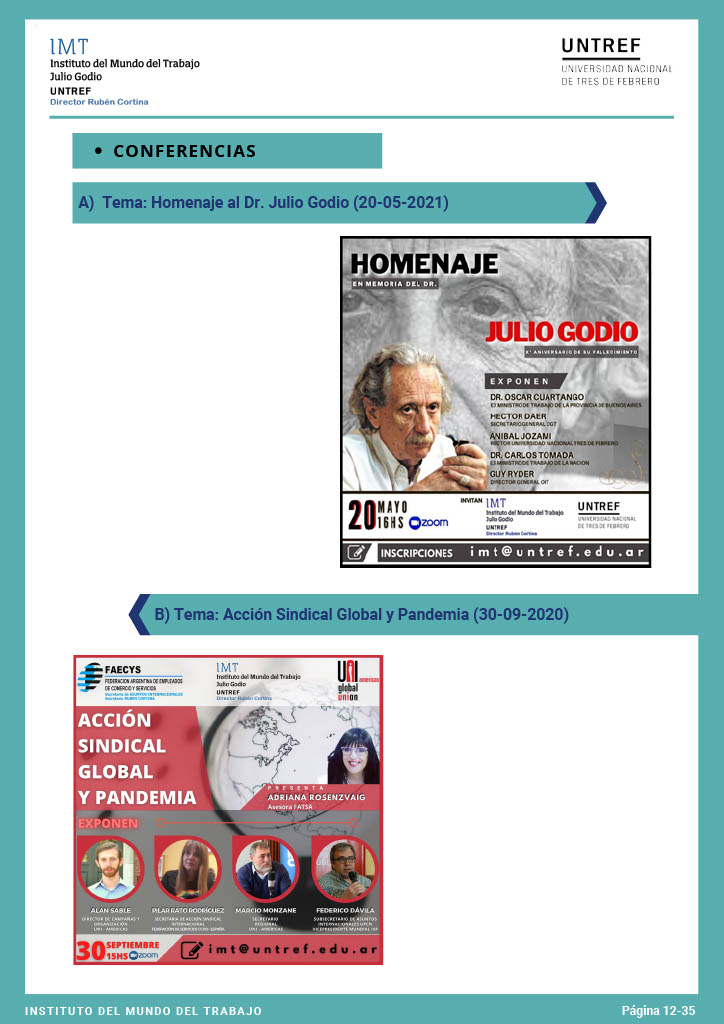 IMT
Instituto del Mundo del Trabajo
Julio Godio
UNTREF
Director Rubén Cortina
UNTREF
UNIVERSIDAD NACIONAL
DE TRES DE FEBRERO
• CONFERENCIAS
A) Tema: Homenaje al Dr. Julio Godio (20-05-2021)
HOMENAJE
EN MEMORIA DEL DR.
JULIO GODIO
X° ANIVERSARIO DE SU FALLECIMIENTO
EXPONEN
DR. OSCAR CUARTANGO
EX MINISTRO DE TRABAJO DE LA PROVINCIA DE BUENOS AIRES
HECTOR DAER
SECRETARIO GENERAL CGT
ANIBAL JOZAMI
RECTOR UNIVERSIDAD NACIONAL TRES DE FEBRERO
DR. CARLOS TOMADA
EX MINISTRO DE TRABAJO DE LA NACION
GUY RYDER
DIRECTOR GENERAL OIT
20 MAYO
16HS
zoom
INVITAN
IMT
Instituto del Mundo del Trabajo
Julio Godio
UNTREF
Director Rubén Cortina
UNTREF
UNIVERSIDAD NACIONAL
DE TRES DE FEBRERO
INSCRIPCIONES imt@untref.edu.ar
B) Tema: Acción Sindical Global y Pandemia (30-09-2020)
FAECYS
FEDERACION ARGENTINA DE EMPLEADOS
DE COMERCIO Y SERVICIOS
Secretaría de ASUNTOS INTERNACIONALES
Secretario RUBEN CORTINA
IMT
Instituto del Mundo del Trabajo
Julio Godio
UNTREF
Director Rubén Cortina
UNI
americas
global
union
ACCIÓN
SINDICAL
GLOBAL
Y PANDEMIA
PRESENTA
ADRIANA ROSENZVAIG
Asesora FATSA
EXPONEN
ALAN SABLE
DIRECTOR DE CAMPAÑAS Y
ORGANIZACIÓN
UNI - AMERICAS
PILAR RATO RODRÍGUEZ
SECRETARIA DE ACCIÓN SINDICAL
INTERNACIONAL
FEDERACIÓN DE SERVICIOS CCOO - ESPAÑA
MARCIO MONZANE
SECRETARIO
REGIONAL
UNI - AMERICAS
FEDERICO DÁVILA
SUBSECRETARIO DE ASUNTOS
INTERNACIONALES
VICEPRESIDENTE MUNDIAL
30 SEPTIEMBRE
15HS zoom
imt@untref.edu.ar
INSTITUTO DEL MUNDO DEL TRABAJO
Página 12-35